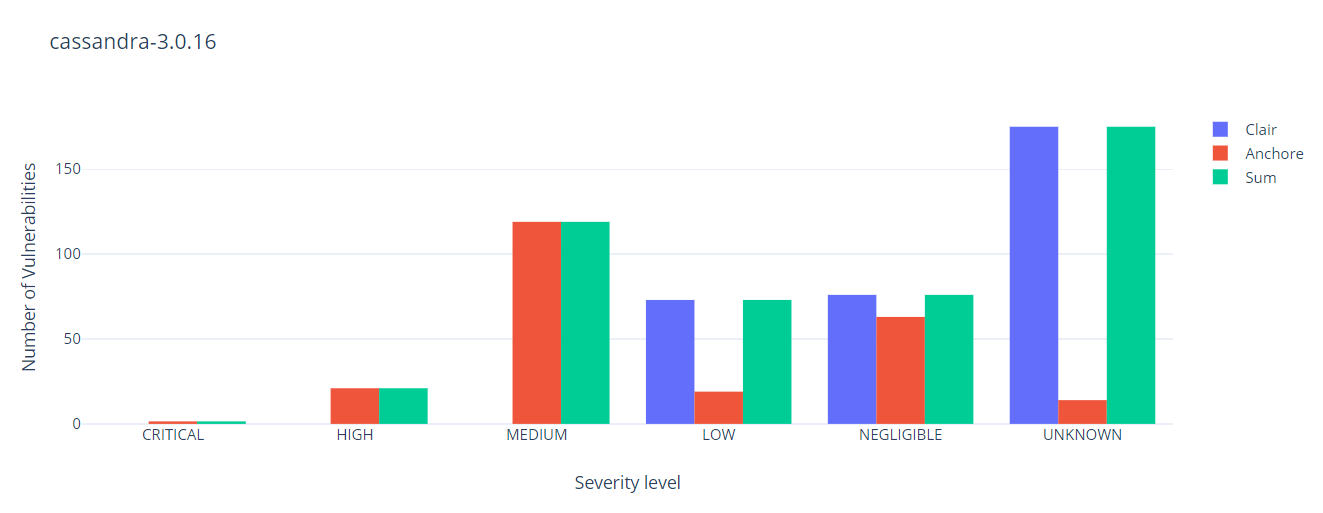 cassandra-3.0.16
Clair
Anchore
Sum
Number of Vulnerabilities
150
100
50
0
CRITICAL HIGH MEDIUM LOW NEGLIGIBLE UNKNOWN
Severity level